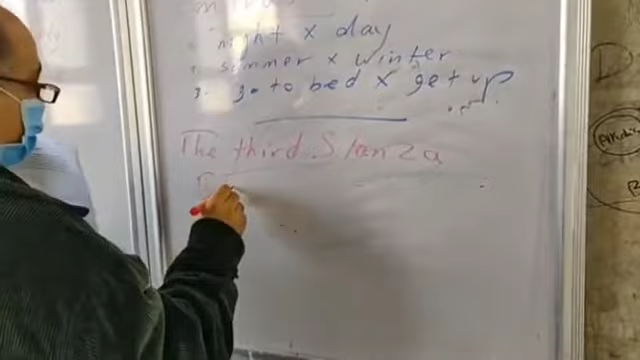 night x day
summer x winter
3. go to bed x get up
The third Stanza